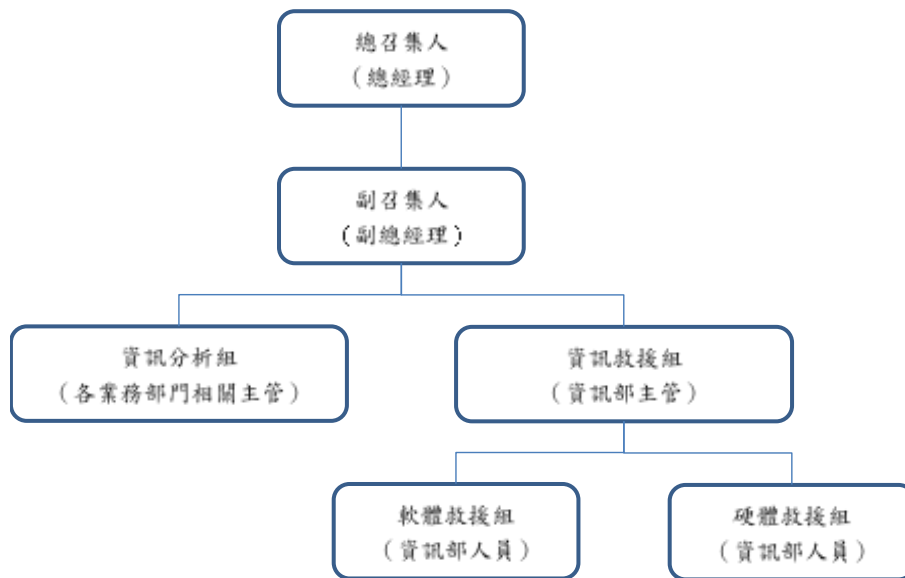 總召集人
（總經理）
副召集人
（副總經理）
資訊分析組
（各業務部門相關主管）
資訊救援組
（資訊部主管）
軟體救援組
（資訊部人員）
硬體救援組
（資訊部人員）